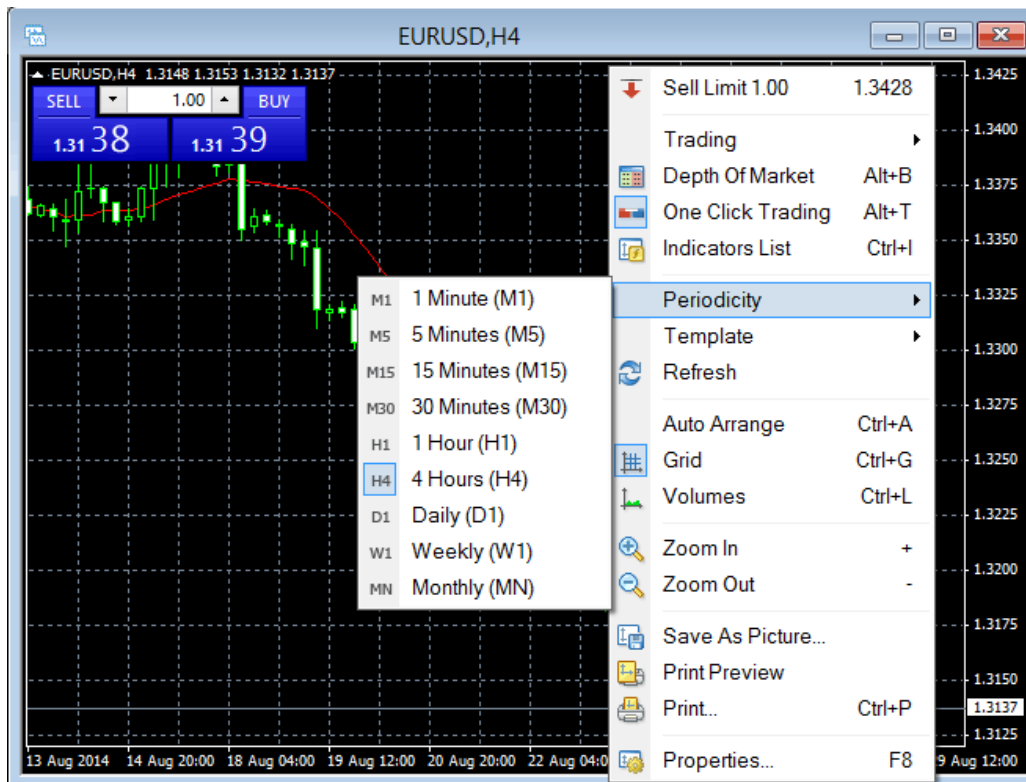 EURUSD,H4
EURUSD,H4 1.3148 1.3153 1.3132 1.3137
SELL 1.00 BUY
1.31 38 1.31 39
Sell Limit 1.00 1.3428
Trading
Depth Of Market Alt+B
One Click Trading Alt+T
Indicators List Ctrl+I
Periodicity
Template
Refresh
Auto Arrange Ctrl+A
Grid Ctrl+G
Volumes Ctrl+L
Zoom In +
Zoom Out -
Save As Picture...
Print Preview
Print... Ctrl+P
Properties... F8
M1 1 Minute (M1)
M5 5 Minutes (M5)
M15 15 Minutes (M15)
M30 30 Minutes (M30)
H1 1 Hour (H1)
H4 4 Hours (H4)
D1 Daily (D1)
W1 Weekly (W1)
MN Monthly (MN)
1.3425
1.3400
1.3375
1.3350
1.3325
1.3300
1.3275
1.3250
1.3225
1.3200
1.3175
1.3150
1.3137
1.3125
13 Aug 2014 14 Aug 20:00 18 Aug 04:00 19 Aug 12:00 20 Aug 20:00 22 Aug 04:0 9 Aug 12:00